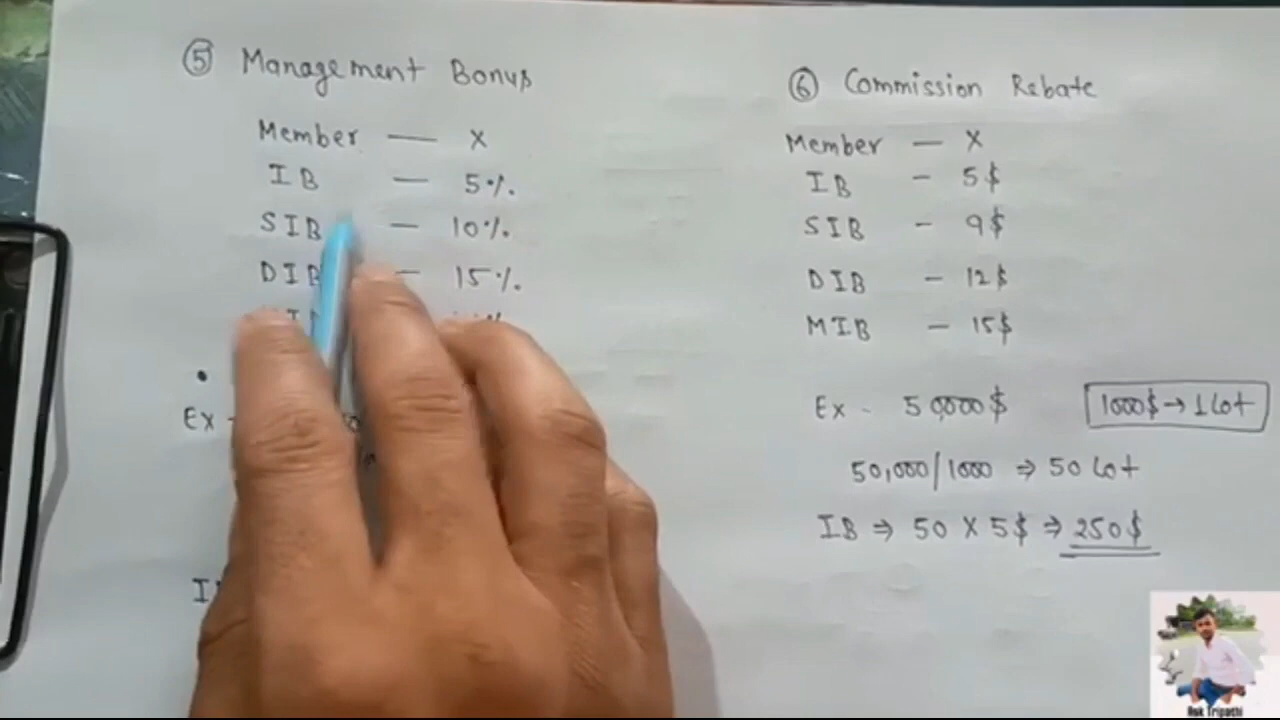 ⑤ Management Bonus
Member — X
IB — 5%
SIB — 10%
DIB — 15%
•
Ex -
⑥ Commission Rebate
Member — X
IB - 5$
SIB - 9$
DIB - 12$
MIB - 15$
Ex - 50,000$
1000$→1 Lot
50,000/1000 ⇒ 50 Lot
IB ⇒ 50 X 5$ ⇒ 250$
Ask Tripathi